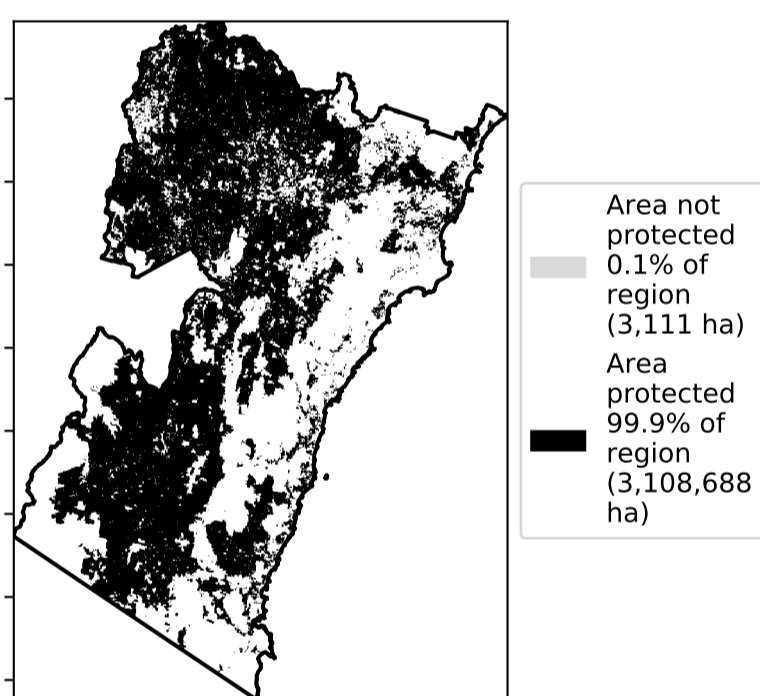 Area not
protected
0.1% of
region
(3,111 ha)
Area
protected
99.9% of
region
(3,108,688
ha)